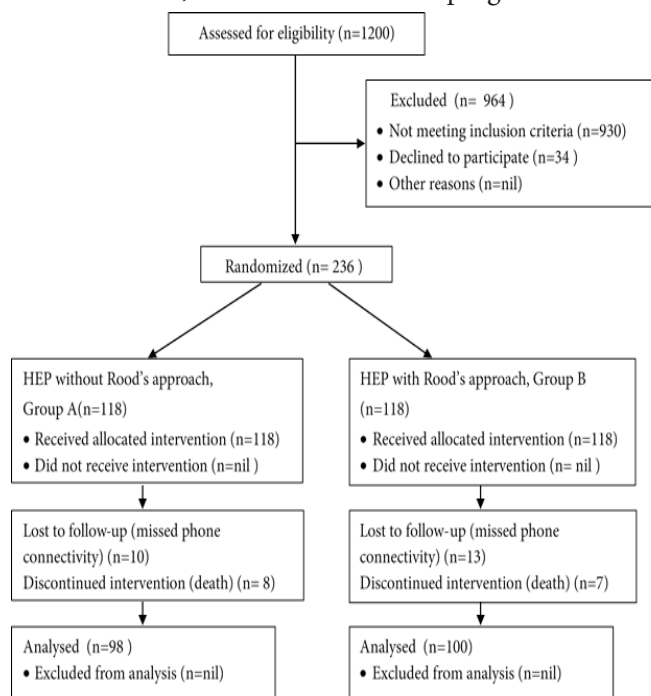 Assessed for eligibility (n=1200)
Excluded (n= 964)
• Not meeting inclusion criteria (n=930)
• Declined to participate (n=34 )
• Other reasons (n=nil)
Randomized (n= 236 )
HEP without Rood's approach,
Group A(n=118)
• Received allocated intervention (n=118)
• Did not receive intervention (n=nil )
HEP with Rood's approach, Group B
(n=118)
• Received allocated intervention (n=118)
• Did not receive intervention (n= nil )
Lost to follow-up (missed phone
connectivity) (n=10)
Discontinued intervention (death) (n= 8)
Lost to follow-up (missed phone
connectivity) (n=13)
Discontinued intervention (death) (n=7)
Analysed (n=98 )
• Excluded from analysis (n=nil)
Analysed (n=100)
• Excluded from analysis (n=nil)